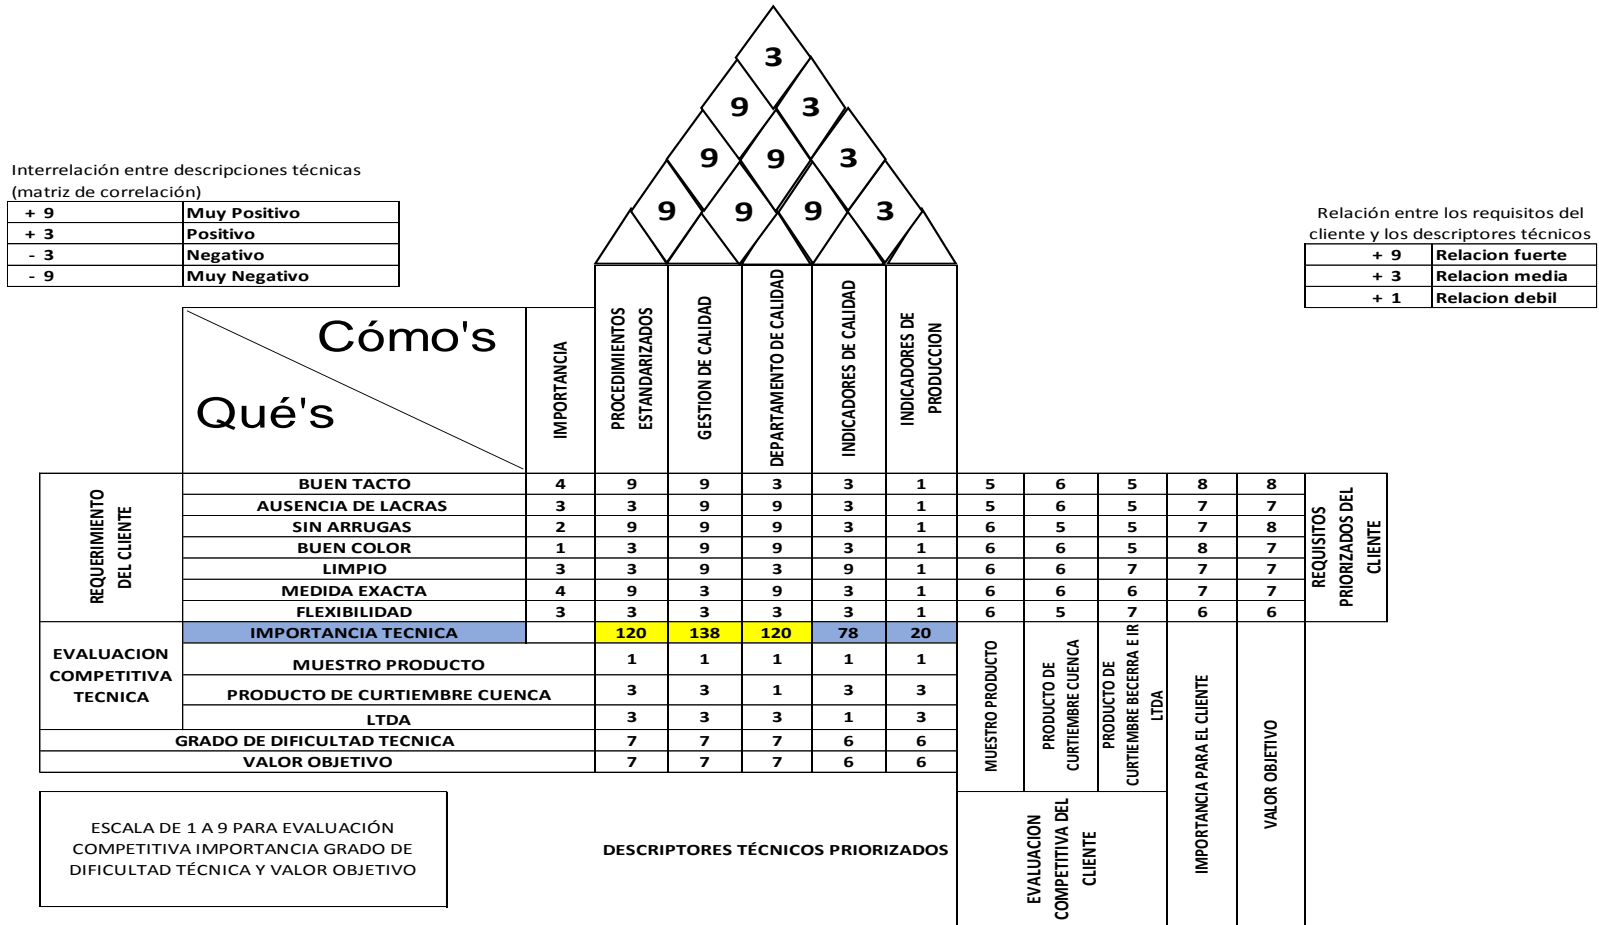 3
9 3
9 9 3
9 9 9 3
Interrelación entre descripciones técnicas
(matriz de correlación)
+ 9 Muy Positivo
+ 3 Positivo
- 3 Negativo
- 9 Muy Negativo
Relación entre los requisitos del
cliente y los descriptores técnicos
+ 9 Relacion fuerte
+ 3 Relacion media
+ 1 Relacion debil
Cómo's
Qué's
IMPORTANCIA
PROCEDIMIENTOS
ESTANDARIZADOS
GESTION DE CALIDAD
DEPARTAMENTO DE CALIDAD
INDICADORES DE CALIDAD
INDICADORES DE
PRODUCCION
REQUERIMIENTO
DEL CLIENTE
BUEN TACTO 4 9 9 3 3 1 5 6 5 8 8
AUSENCIA DE LACRAS 3 3 9 9 3 1 5 6 5 7 7
SIN ARRUGAS 2 9 9 9 3 1 6 5 5 7 8
BUEN COLOR 1 3 9 9 3 1 6 6 5 8 7
LIMPIO 3 3 9 3 9 1 6 6 7 7 7
MEDIDA EXACTA 4 9 3 9 3 1 6 6 6 7 7
FLEXIBILIDAD 3 3 3 3 3 1 6 5 7 6 6
REQUISITOS
PRIORIZADOS DEL
CLIENTE
EVALUACION
COMPETITIVA
TECNICA
IMPORTANCIA TECNICA 120 138 120 78 20
MUESTRO PRODUCTO 1 1 1 1 1
PRODUCTO DE CURTIEMBRE CUENCA 3 3 1 3 3
LTDA 3 3 3 1 3
GRADO DE DIFICULTAD TECNICA 7 7 7 6 6
VALOR OBJETIVO 7 7 7 6 6
MUESTRO PRODUCTO
PRODUCTO DE
CURTIEMBRE CUENCA
PRODUCTO DE
CURTIEMBRE BECERRA E IR
LTDA
IMPORTANCIA PARA EL CLIENTE
VALOR OBJETIVO
EVALUACION
COMPETITIVA DEL
CLIENTE
ESCALA DE 1 A 9 PARA EVALUACIÓN
COMPETITIVA IMPORTANCIA GRADO DE
DIFICULTAD TÉCNICA Y VALOR OBJETIVO
DESCRIPTORES TÉCNICOS PRIORIZADOS